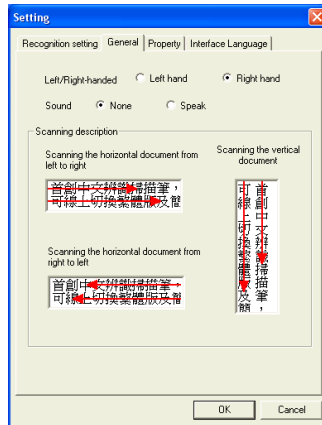 Setting
Recognition setting General Property Interface Language
Left/Right-handed Left hand Right hand
Sound None Speak
Scanning description
Scanning the horizontal document from left to right
首創中文辨識掃描筆，
可線上切換繁體版及簡
Scanning the vertical document
首創中文辨識掃描筆，
可線上切換繁體版及簡
Scanning the horizontal document from right to left
首創中文辨識掃描筆，
可線上切換繁體版及簡
OK Cancel